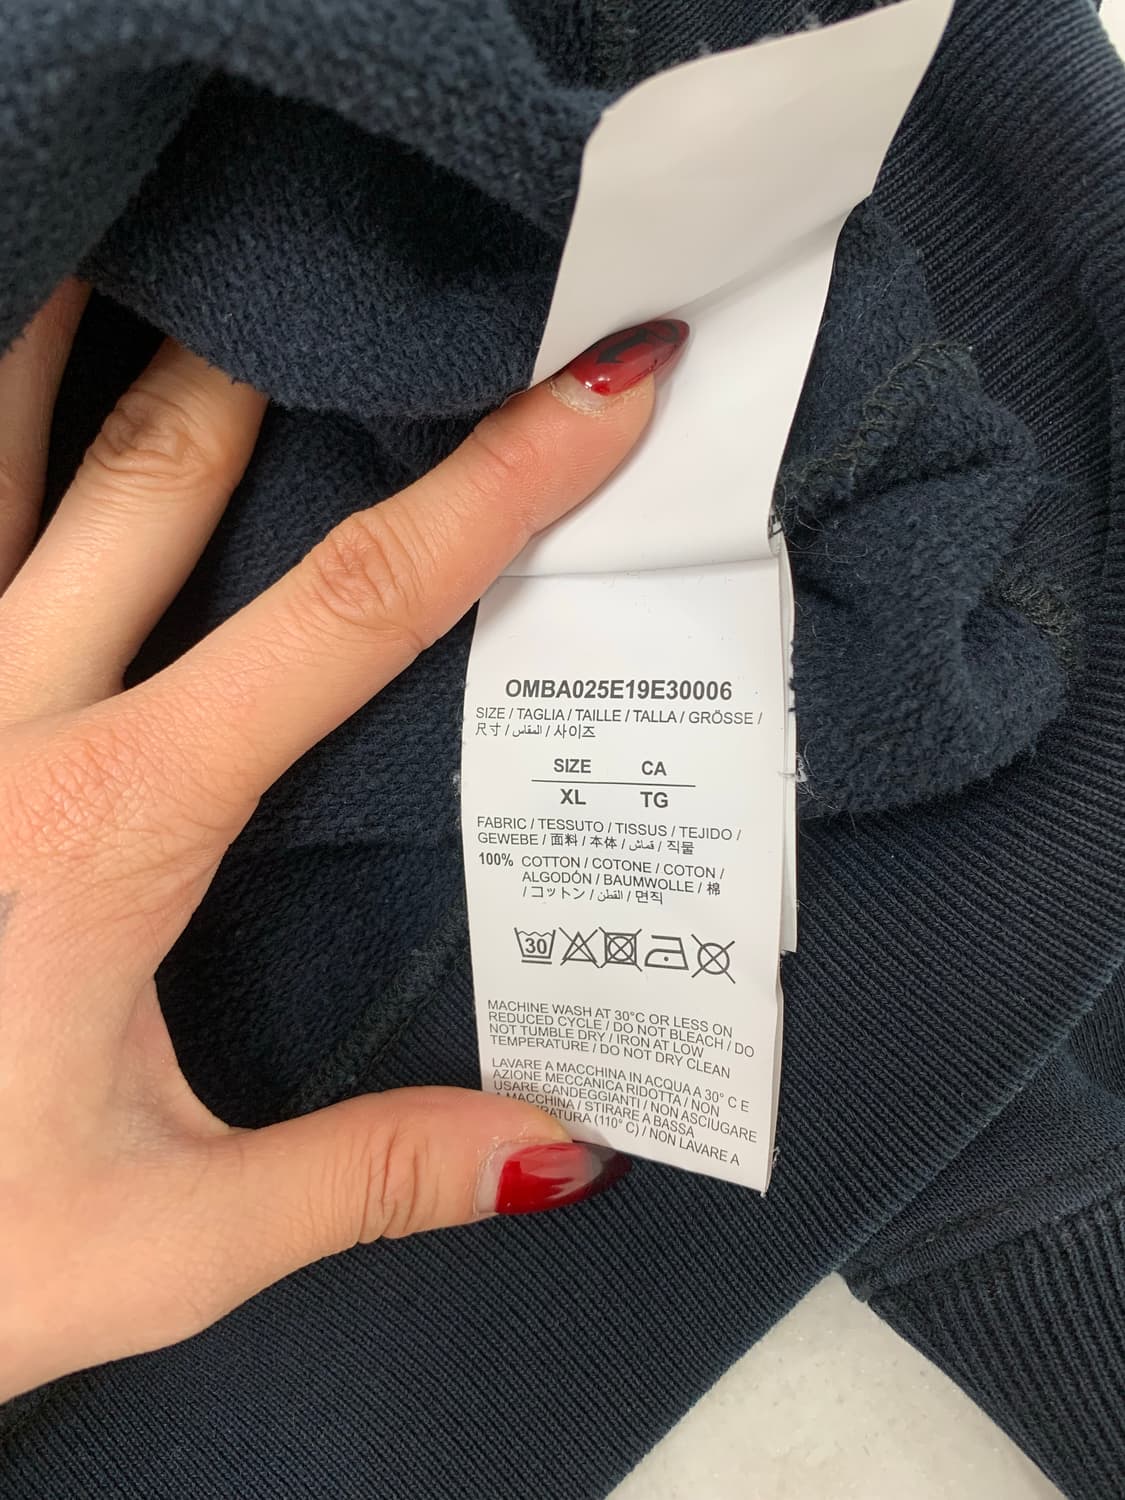 OMBA025E19E30006
SIZE / TAGLIA / TAILLE / TALLA / GRÖSSE /
尺寸 / المقاس / 사이즈
SIZE CA
XL TG
FABRIC / TESSUTO / TISSUS / TEJIDO /
GEWEBE / 面料 / 本体 / قماش / 직물
100% COTTON / COTONE / COTON /
ALGODÓN / BAUMWOLLE / 棉
/ コットン / القطن / 면직
30
MACHINE WASH AT 30°C OR LESS ON
REDUCED CYCLE / DO NOT BLEACH / DO
NOT TUMBLE DRY / IRON AT LOW
TEMPERATURE / DO NOT DRY CLEAN
LAVARE A MACCHINA IN ACQUA A 30° C E
AZIONE MECCANICA RIDOTTA / NON
USARE CANDEGGIANTI / NON ASCIUGARE
A MACCHINA / STIRARE A BASSA
RATURA (110° C) / NON LAVARE A